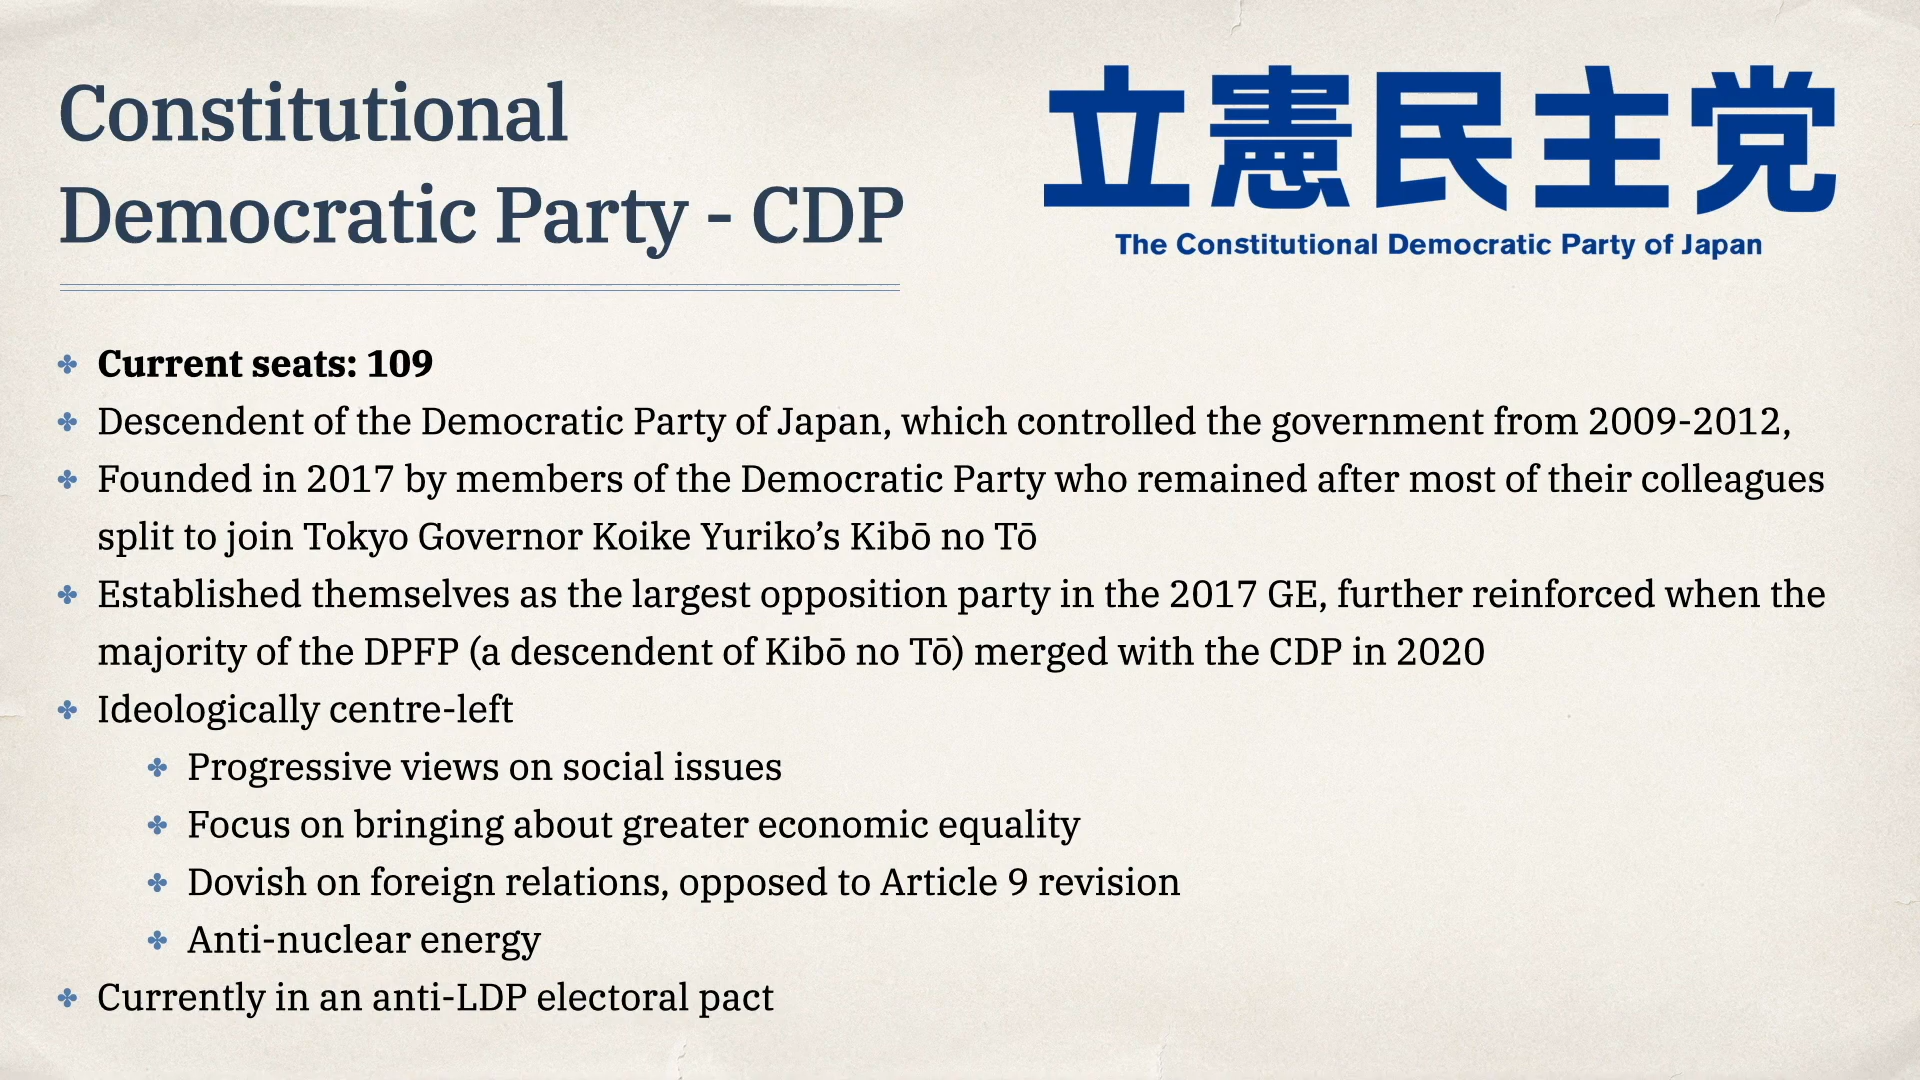 Constitutional
Democratic Party - CDP
立憲民主党
The Constitutional Democratic Party of Japan
Current seats: 109
Descendent of the Democratic Party of Japan, which controlled the government from 2009-2012,
Founded in 2017 by members of the Democratic Party who remained after most of their colleagues
split to join Tokyo Governor Koike Yuriko’s Kibō no Tō
Established themselves as the largest opposition party in the 2017 GE, further reinforced when the
majority of the DPFP (a descendent of Kibō no Tō) merged with the CDP in 2020
Ideologically centre-left
Progressive views on social issues
Focus on bringing about greater economic equality
Dovish on foreign relations, opposed to Article 9 revision
Anti-nuclear energy
Currently in an anti-LDP electoral pact